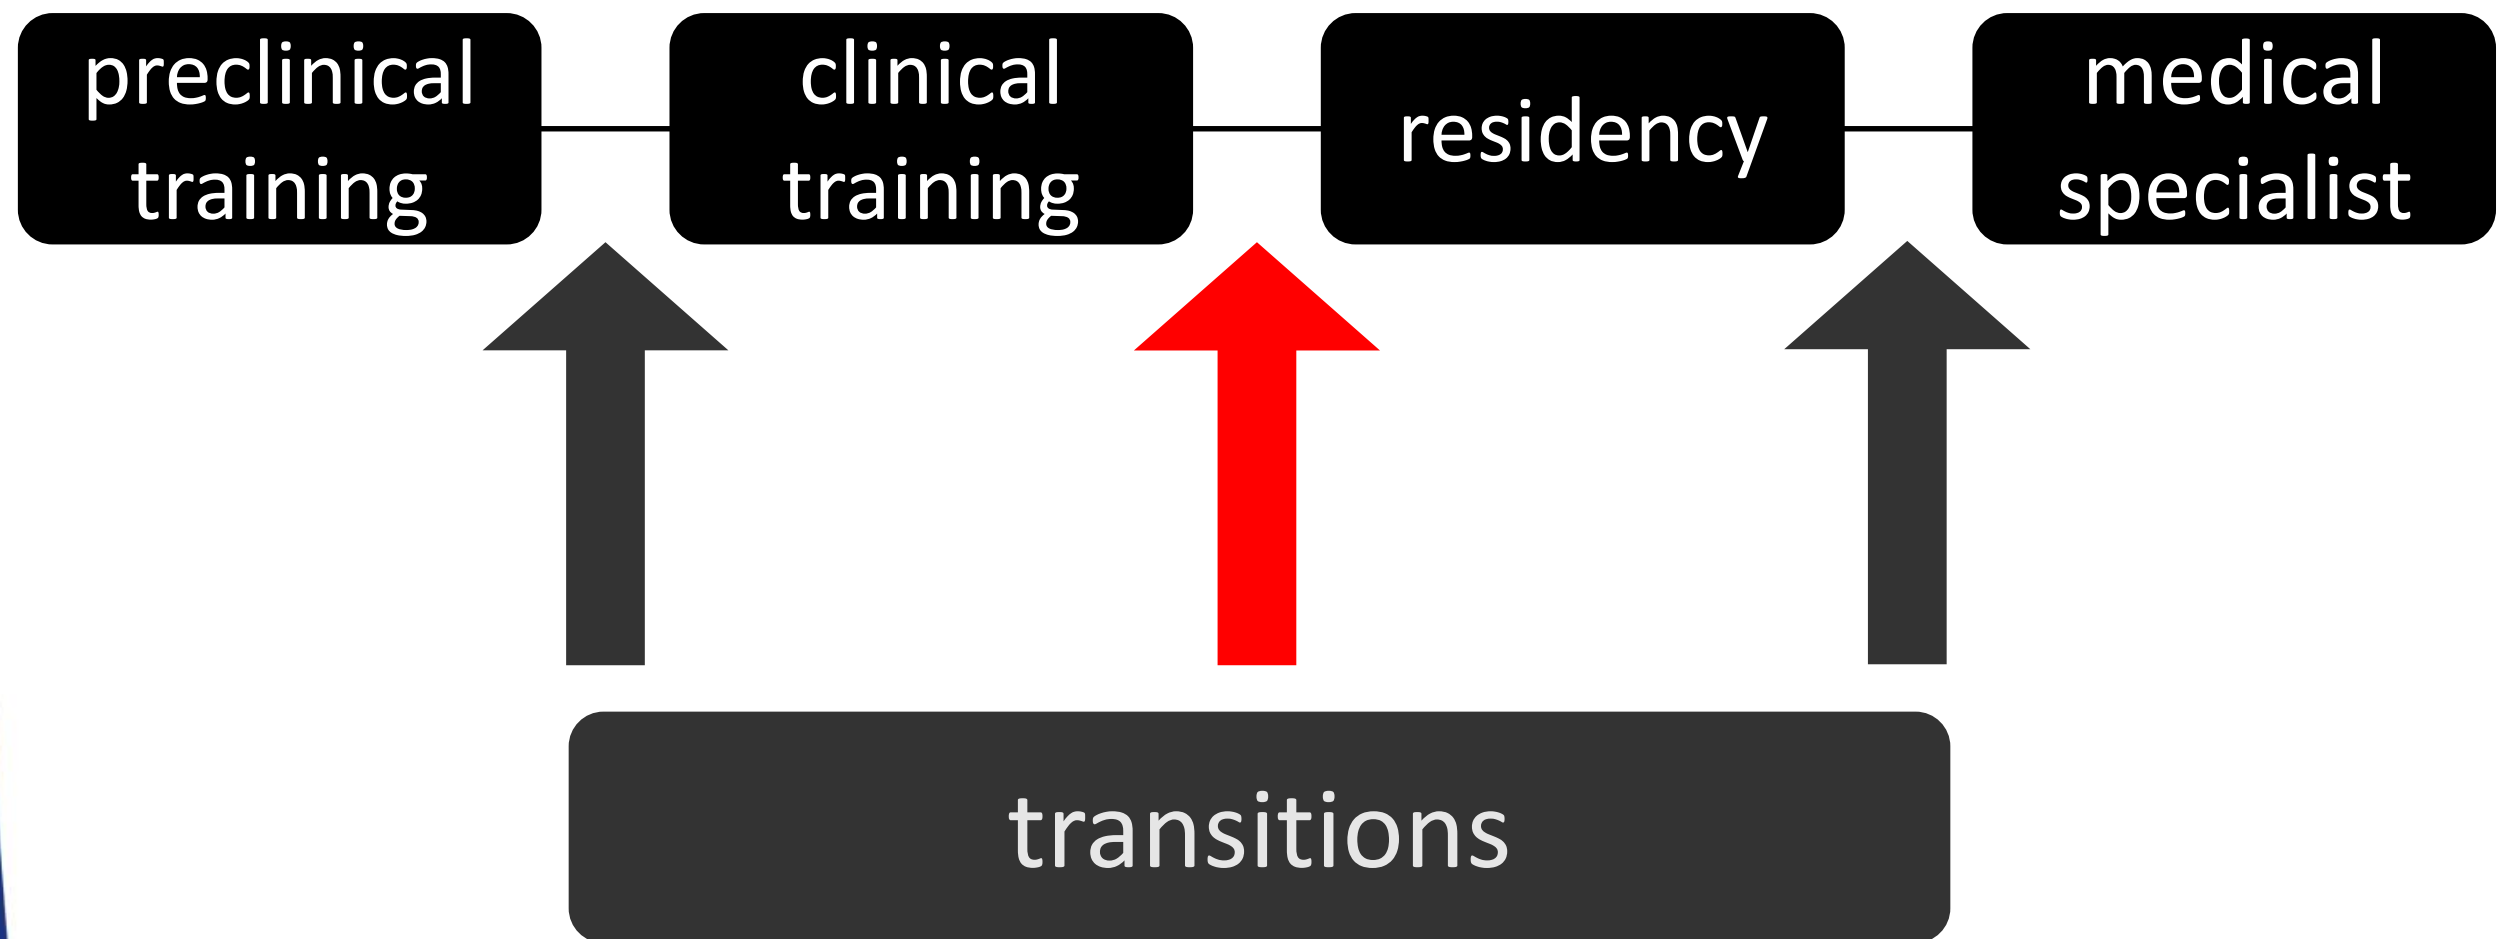 preclinical
training
clinical
training
residency
medical
specialist
transitions